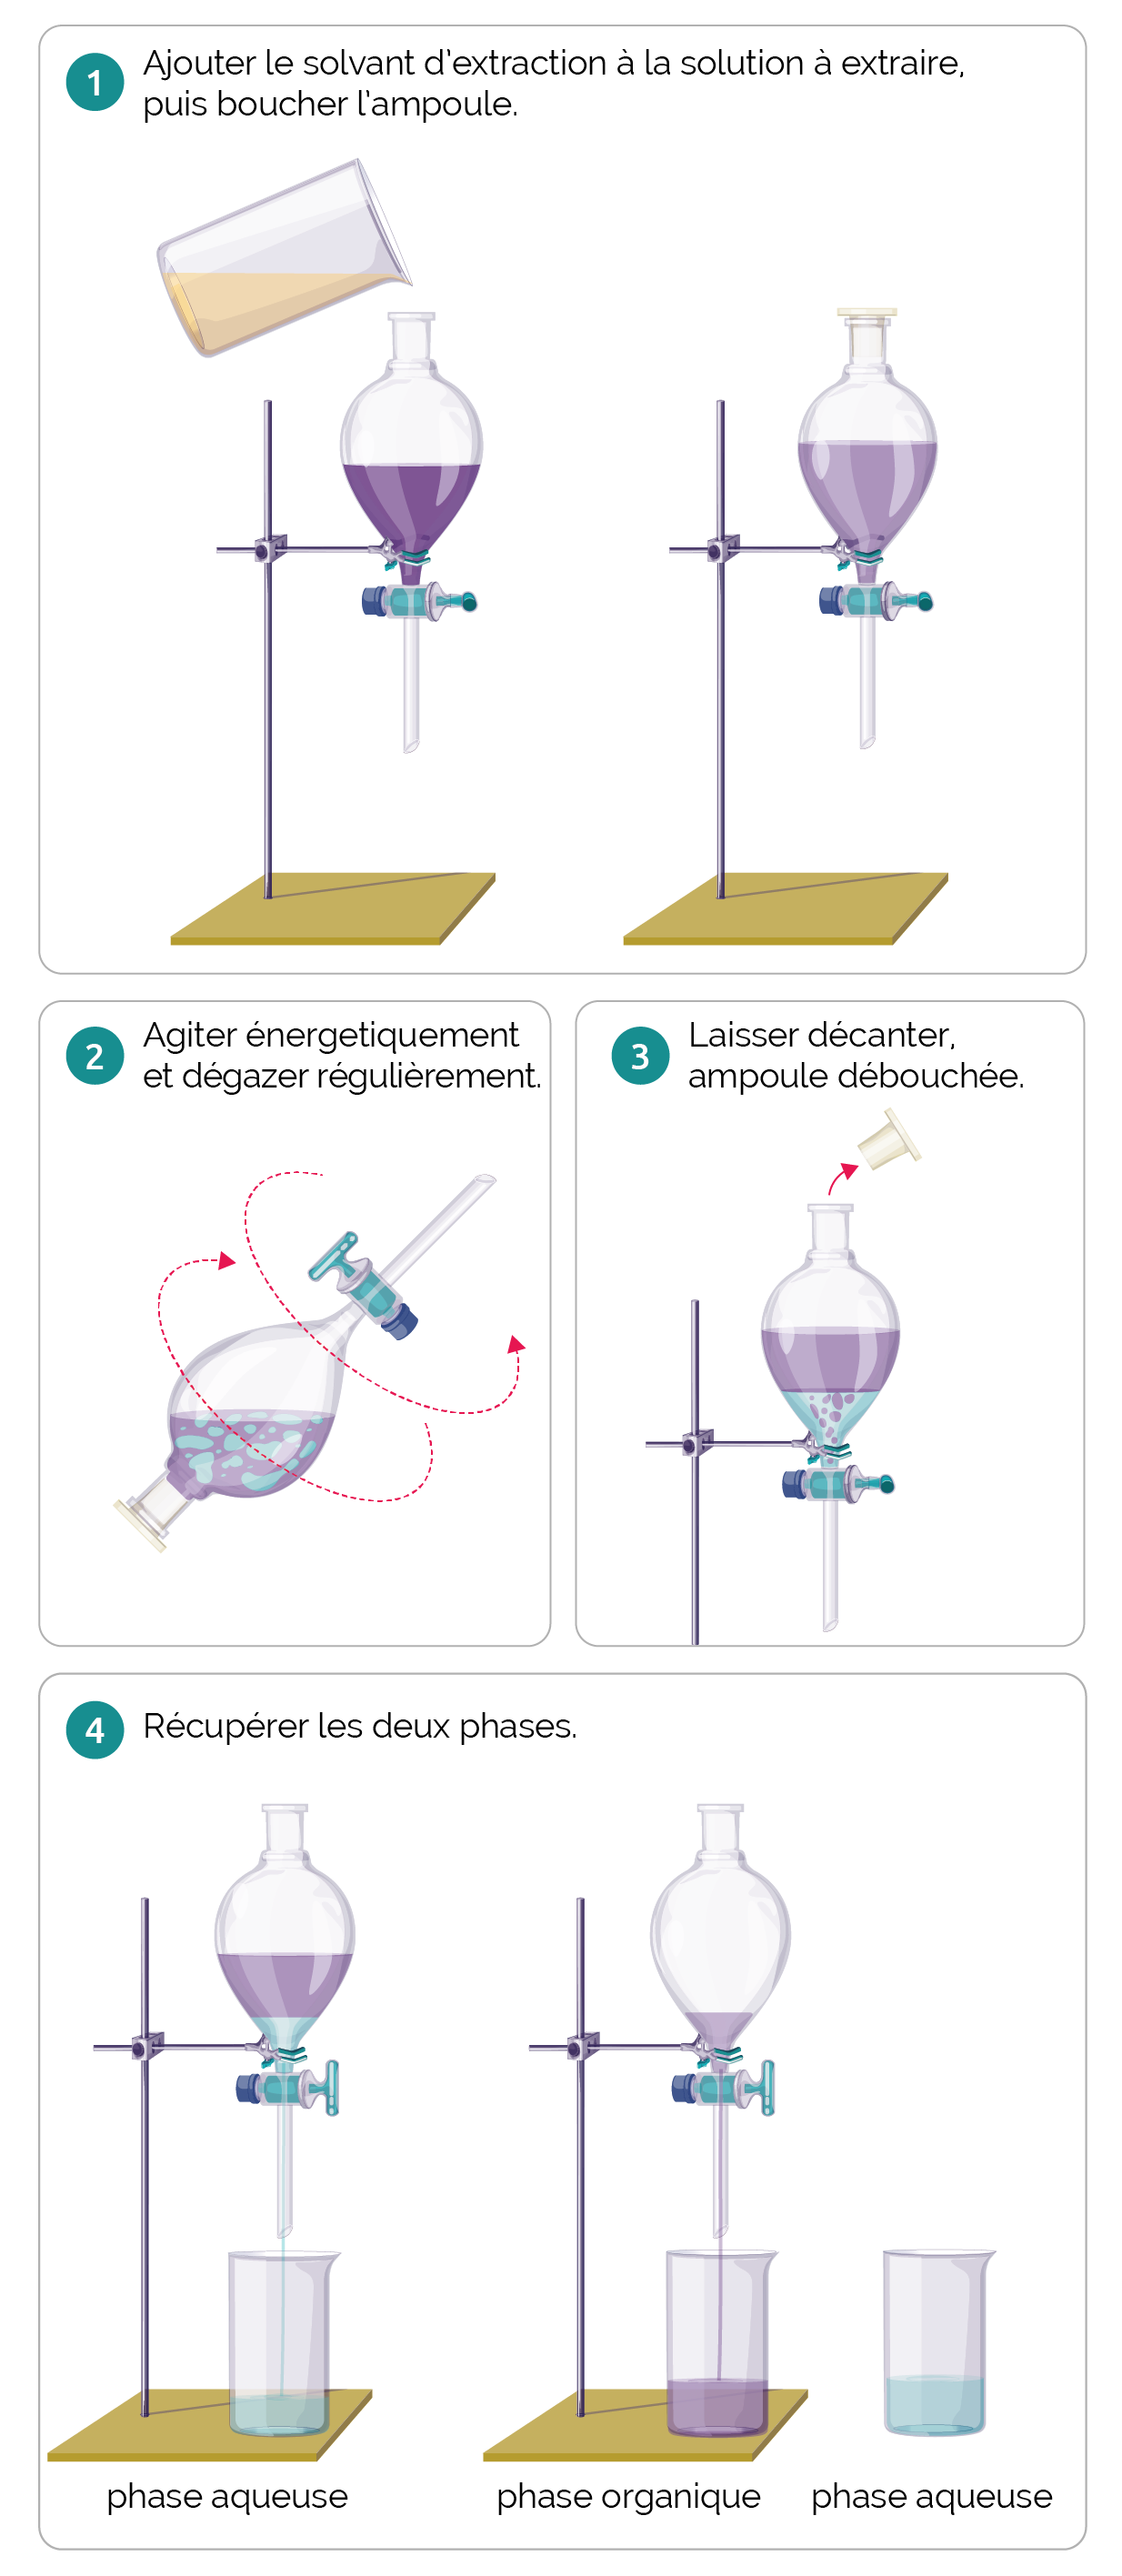 1
Ajouter le solvant d'extraction à la solution à extraire,
puis boucher l'ampoule.
2
Agiter énergetiquement
et dégazer régulièrement.
3
Laisser décanter,
ampoule débouchée.
4
Récupérer les deux phases.
phase aqueuse
phase organique
phase aqueuse